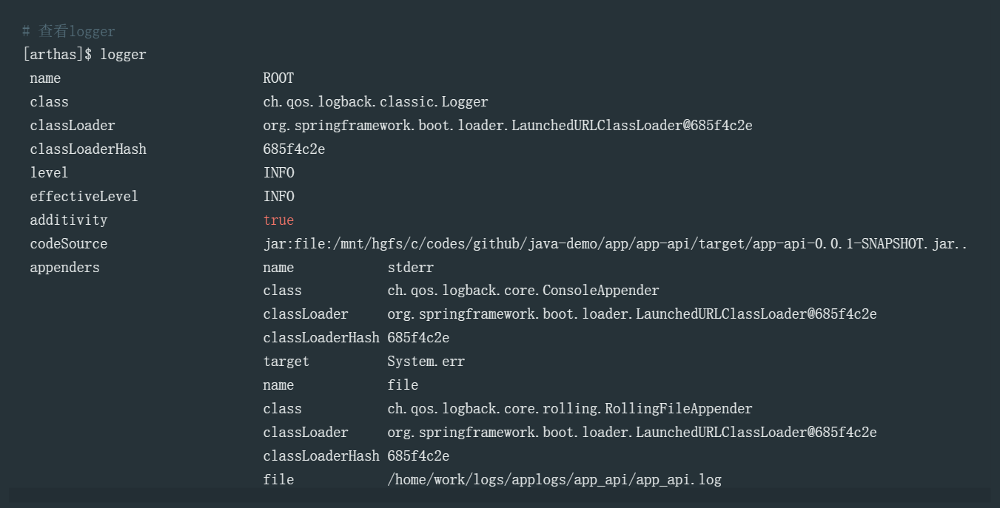 # 查看logger
[arthas]$ logger
name ROOT
class ch.qos.logback.classic.Logger
classLoader org.springframework.boot.loader.LaunchedURLClassLoader@685f4c2e
classLoaderHash 685f4c2e
level INFO
effectiveLevel INFO
additivity true
codeSource jar:file:/mnt/hgfs/c/codes/github/java-demo/app/app-api/target/app-api-0.0.1-SNAPSHOT.jar..
appenders name stderr
class ch.qos.logback.core.ConsoleAppender
classLoader org.springframework.boot.loader.LaunchedURLClassLoader@685f4c2e
classLoaderHash 685f4c2e
target System.err
name file
class ch.qos.logback.core.rolling.RollingFileAppender
classLoader org.springframework.boot.loader.LaunchedURLClassLoader@685f4c2e
classLoaderHash 685f4c2e
file /home/work/logs/applogs/app_api/app_api.log